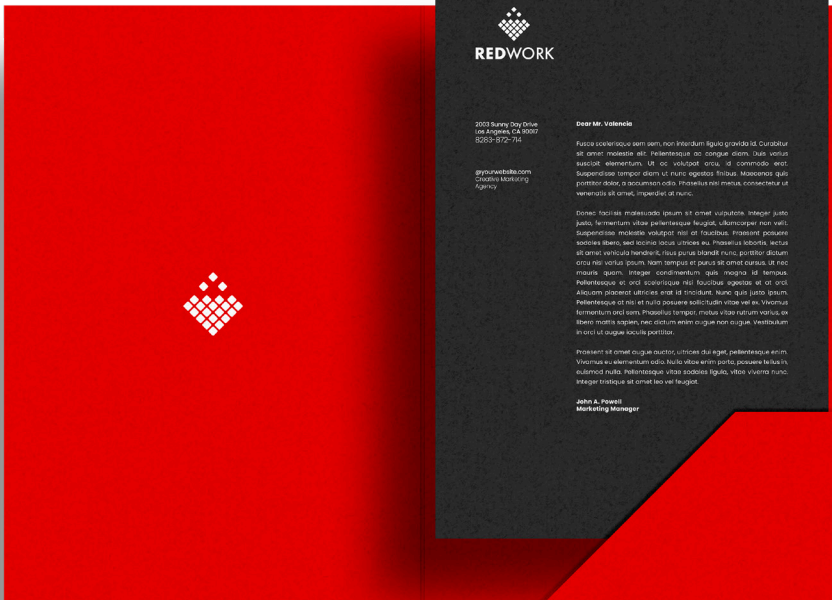 REDWORK
2003 Sunny Day Drive
Los Angeles, CA 90017
8283-872-714
@yourwebsite.com
Creative Marketing
Agency
Dear Mr. Valencia
Fusce scelerisque sem sem, non interdum ligula gravida id. Curabitur
sit amet molestie elit. Pellentesque ac congue diam. Duis varius
suscipit elementum. Ut ac volutpat arcu, id commodo erat.
Suspendisse tempor diam ut nunc egestas finibus. Maecenas quis
porttitor dolor, a accumsan odio. Phasellus nisi metus, consectetur ut
venenatis sit amet, imperdiet at nunc.
Donec facilisis malesuada ipsum sit amet vulputate. Integer justo
justo, fermentum vitae pellentesque feugiat, ullamcorper non velit.
Suspendisse molestie volutpat nisl at faucibus. Praesent posuere
sodales libero, sed lacinia lacus ultrices eu. Phasellus lobortis, lectus
sit amet vehicula hendrerit, risus purus blandit nunc, porttitor dictum
arcu nisl varius ipsum. Nam tempus et purus sit amet cursus. Ut nec
mauris quam. Integer condimentum quis magna id tempus.
Pellentesque et orci scelerisque nisl faucibus egestas et at orci.
Aliquam placerat ultricies erat id tincidunt. Nunc quis justo ipsum.
Pellentesque at nisi et nulla posuere sollicitudin vitae vel ex. Vivamus
fermentum orci sem. Phasellus tempor, metus vitae rutrum varius, ex
libero mattis sapien, nec dictum enim augue non augue. Vestibulum
in orci ut augue iaculis porttitor.
Praesent sit amet augue auctor, ultrices dui eget, pellentesque enim.
Vivamus eu elementum odio. Nulla vitae enim porta, posuere tellus in,
euismod nulla. Pellentesque vitae sodales ligula, vitae viverra nunc.
Integer tristique sit amet leo vel feugiat.
John A. Powell
Marketing Manager